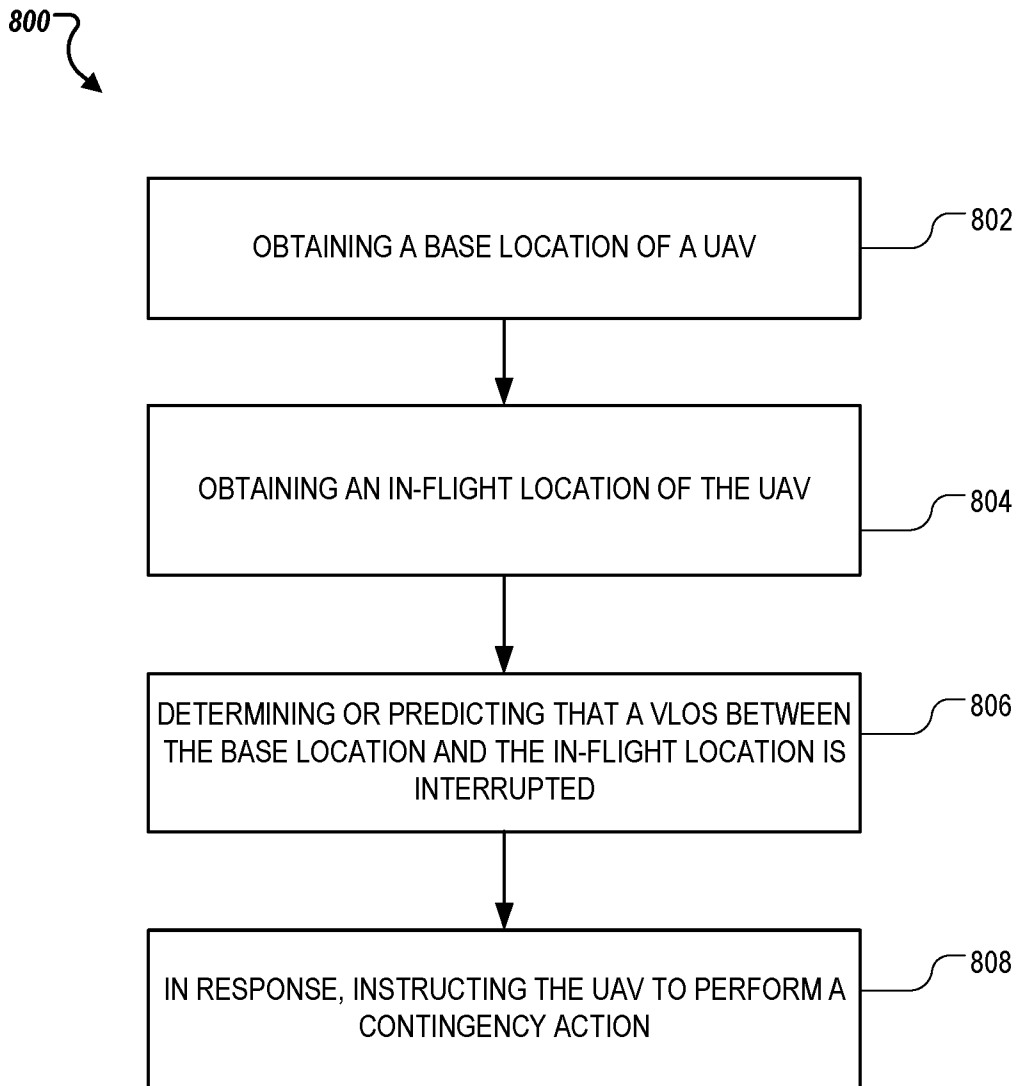 800
OBTAINING A BASE LOCATION OF A UAV
802
OBTAINING AN IN-FLIGHT LOCATION OF THE UAV
804
DETERMINING OR PREDICTING THAT A VLOS BETWEEN
THE BASE LOCATION AND THE IN-FLIGHT LOCATION IS
INTERRUPTED
806
IN RESPONSE, INSTRUCTING THE UAV TO PERFORM A
CONTINGENCY ACTION
808